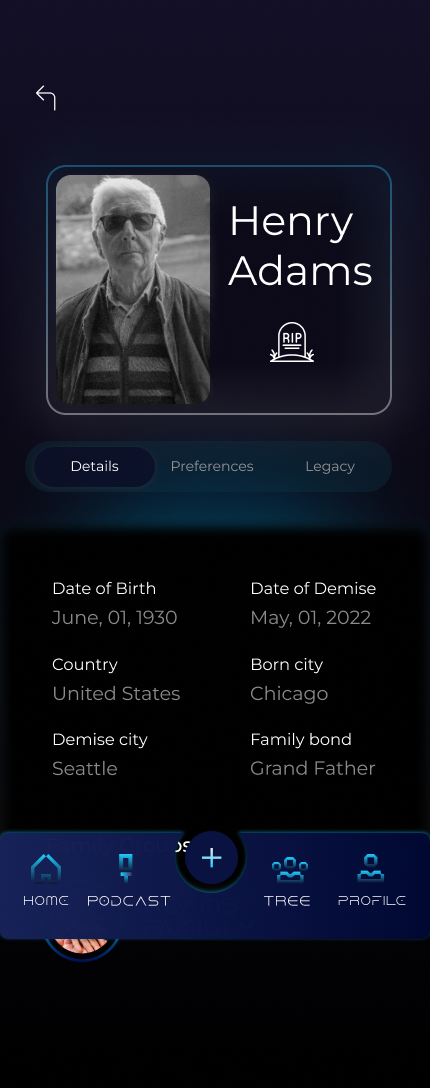 Henry
Adams
RIP
Details Preferences Legacy
Date of Birth Date of Demise
June, 01, 1930 May, 01, 2022
Country Born city
United States Chicago
Demise city Family bond
Seattle Grand Father
HOME PODCAST TREE PROFILE